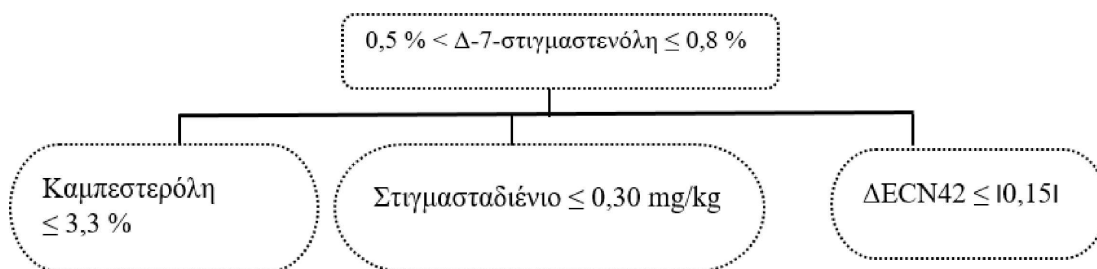 0,5 % < Δ-7-στιγμαστενόλη ≤ 0,8 %
Καμπεστερόλη
≤ 3,3 %
Στιγμασταδιένιο ≤ 0,30 mg/kg
ΔECN42 ≤ |0,15|